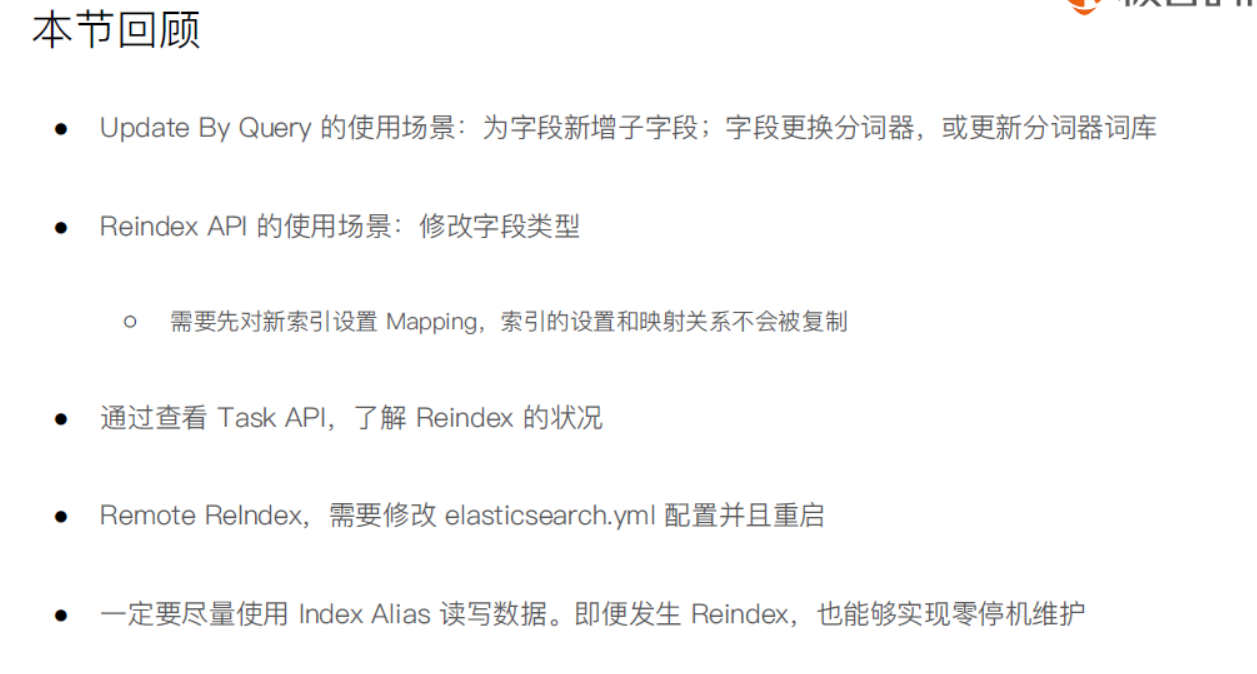 本节回顾
● Update By Query 的使用场景：为字段新增子字段；字段更换分词器，或更新分词器词库
● Reindex API 的使用场景：修改字段类型
○ 需要先对新索引设置 Mapping，索引的设置和映射关系不会被复制
● 通过查看 Task API，了解 Reindex 的状况
● Remote ReIndex，需要修改 elasticsearch.yml 配置并且重启
● 一定要尽量使用 Index Alias 读写数据。即便发生 Reindex，也能够实现零停机维护